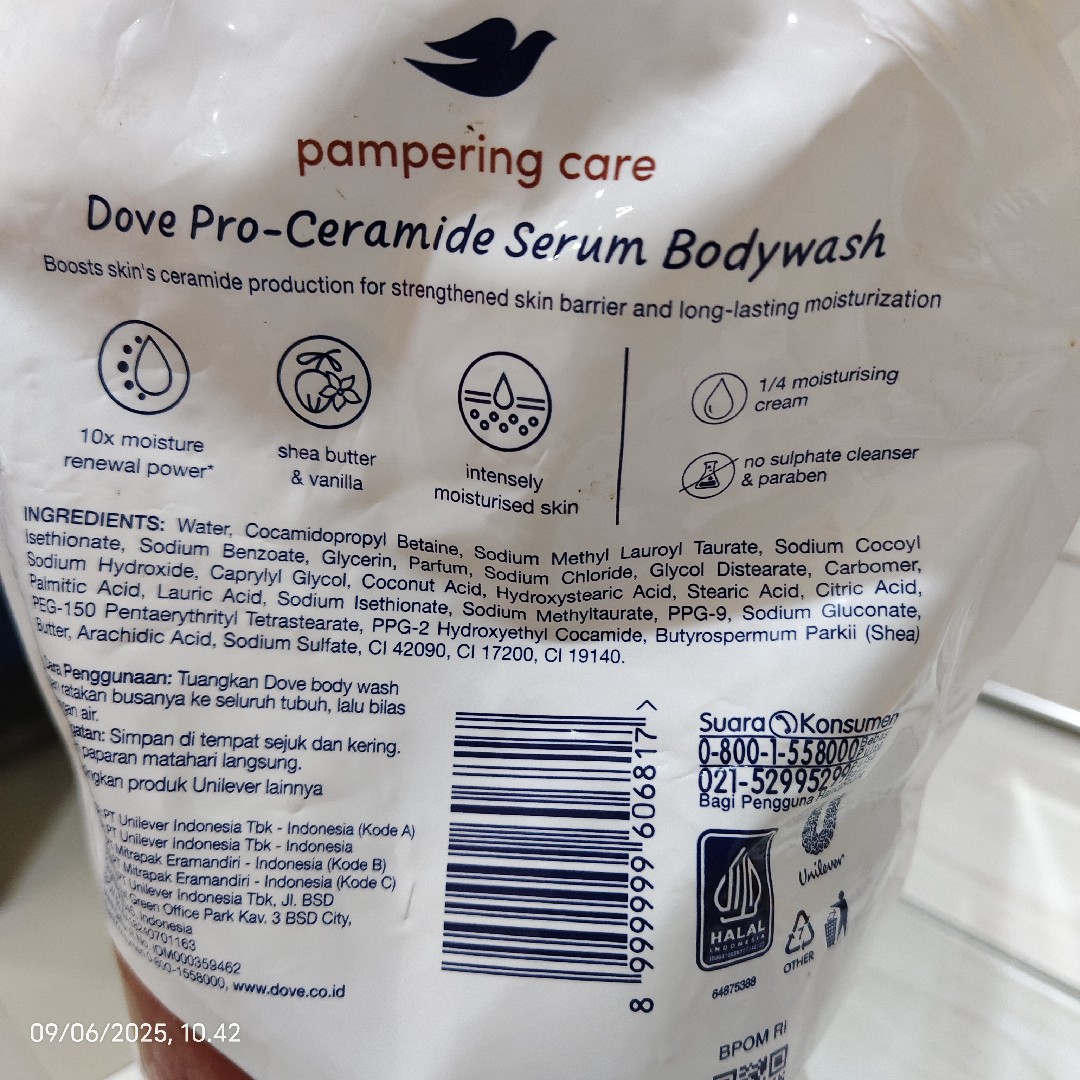 pampering care
Dove Pro-Ceramide Serum Bodywash
Boosts skin's ceramide production for strengthened skin barrier and long-lasting moisturization
10x moisture
renewal power*
shea butter
& vanilla
intensely
moisturised skin
1/4 moisturising
cream
no sulphate cleanser
& paraben
INGREDIENTS: Water, Cocamidopropyl Betaine, Sodium Methyl Lauroyl Taurate, Sodium Cocoyl
Isethionate, Sodium Benzoate, Glycerin, Parfum, Sodium Chloride, Glycol Distearate, Carbomer,
Sodium Hydroxide, Caprylyl Glycol, Coconut Acid, Hydroxystearic Acid, Stearic Acid, Citric Acid,
Palmitic Acid, Lauric Acid, Sodium Isethionate, Sodium Methyltaurate, PPG-9, Sodium Gluconate,
PEG-150 Pentaerythrityl Tetrastearate, PPG-2 Hydroxyethyl Cocamide, Butyrospermum Parkii (Shea)
Butter, Arachidic Acid, Sodium Sulfate, CI 42090, CI 17200, CI 19140.
Penggunaan: Tuangkan Dove body wash
ratakan busanya ke seluruh tubuh, lalu bilas
air.
Simpan di tempat sejuk dan kering.
paparan matahari langsung.
produk Unilever lainnya
PT Unilever Indonesia Tbk - Indonesia (Kode A)
PT Unilever Indonesia Tbk - Indonesia
Mitrapak Eramandiri - Indonesia (Kode B)
Mitrapak Eramandiri - Indonesia (Kode C)
Unilever Indonesia Tbk, Jl. BSD
Green Office Park Kav. 3 BSD City,
Indonesia
IDM000359462
0-800-1558000, www.dove.co.id
8 999999 606817 >
Suara Konsumen
0-800-1-558000
021-5299
Bagi Pengguna
Unilever
HALAL
INDONESIA
7
OTHER
64875388
BPOM RI
09/06/2025, 10.42